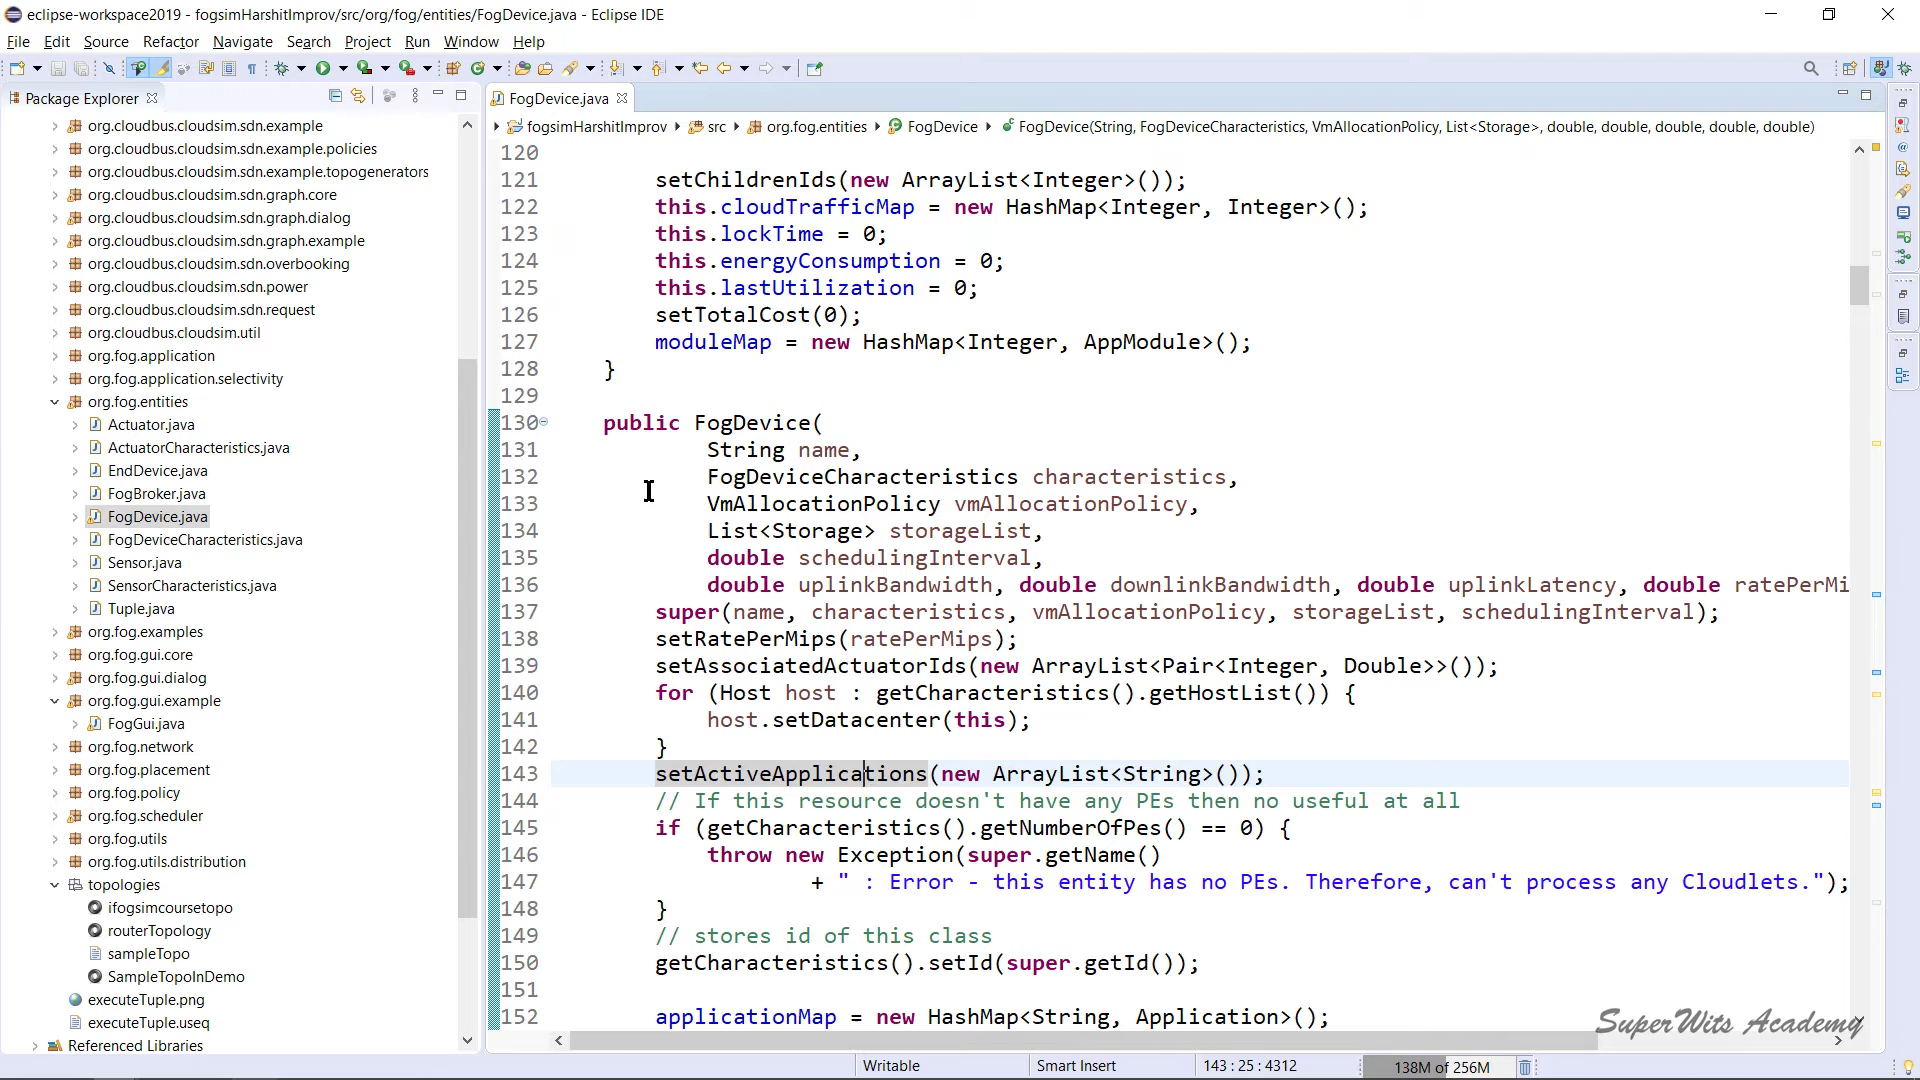 eclipse-workspace2019 - fogsimHarshitImprov/src/org/fog/entities/FogDevice.java - Eclipse IDE
File Edit Source Refactor Navigate Search Project Run Window Help
Package Explorer
org.cloudbus.cloudsim.sdn.example
org.cloudbus.cloudsim.sdn.example.policies
org.cloudbus.cloudsim.sdn.example.topogenerators
org.cloudbus.cloudsim.sdn.graph.core
org.cloudbus.cloudsim.sdn.graph.dialog
org.cloudbus.cloudsim.sdn.graph.example
org.cloudbus.cloudsim.sdn.overbooking
org.cloudbus.cloudsim.sdn.power
org.cloudbus.cloudsim.sdn.request
org.cloudbus.cloudsim.util
org.fog.application
org.fog.application.selectivity
org.fog.entities
Actuator.java
ActuatorCharacteristics.java
EndDevice.java
FogBroker.java
FogDevice.java
FogDeviceCharacteristics.java
Sensor.java
SensorCharacteristics.java
Tuple.java
org.fog.examples
org.fog.gui.core
org.fog.gui.dialog
org.fog.gui.example
FogGui.java
org.fog.network
org.fog.placement
org.fog.policy
org.fog.scheduler
org.fog.utils
org.fog.utils.distribution
topologies
ifogsimcoursetopo
routerTopology
sampleTopo
SampleTopoInDemo
executeTuple.png
executeTuple.useq
Referenced Libraries
FogDevice.java
fogsimHarshitImprov src org.fog.entities FogDevice FogDevice(String, FogDeviceCharacteristics, VmAllocationPolicy, List<Storage>, double, double, double, double, double)
120
121 setChildrenIds(new ArrayList<Integer>());
122 this.cloudTrafficMap = new HashMap<Integer, Integer>();
123 this.lockTime = 0;
124 this.energyConsumption = 0;
125 this.lastUtilization = 0;
126 setTotalCost(0);
127 moduleMap = new HashMap<Integer, AppModule>();
128 }
129
130 public FogDevice(
131 String name,
132 FogDeviceCharacteristics characteristics,
133 VmAllocationPolicy vmAllocationPolicy,
134 List<Storage> storageList,
135 double schedulingInterval,
136 double uplinkBandwidth, double downlinkBandwidth, double uplinkLatency, double ratePerMi
137 super(name, characteristics, vmAllocationPolicy, storageList, schedulingInterval);
138 setRatePerMips(ratePerMips);
139 setAssociatedActuatorIds(new ArrayList<Pair<Integer, Double>>());
140 for (Host host : getCharacteristics().getHostList()) {
141 host.setDatacenter(this);
142 }
143 setActiveApplications(new ArrayList<String>());
144 // If this resource doesn't have any PEs then no useful at all
145 if (getCharacteristics().getNumberOfPes() == 0) {
146 throw new Exception(super.getName()
147 + " : Error - this entity has no PEs. Therefore, can't process any Cloudlets.");
148 }
149 // stores id of this class
150 getCharacteristics().setId(super.getId());
151
152 applicationMap = new HashMap<String, Application>();
SuperWits Academy
Writable Smart Insert 143 : 25 : 4312 138M of 256M